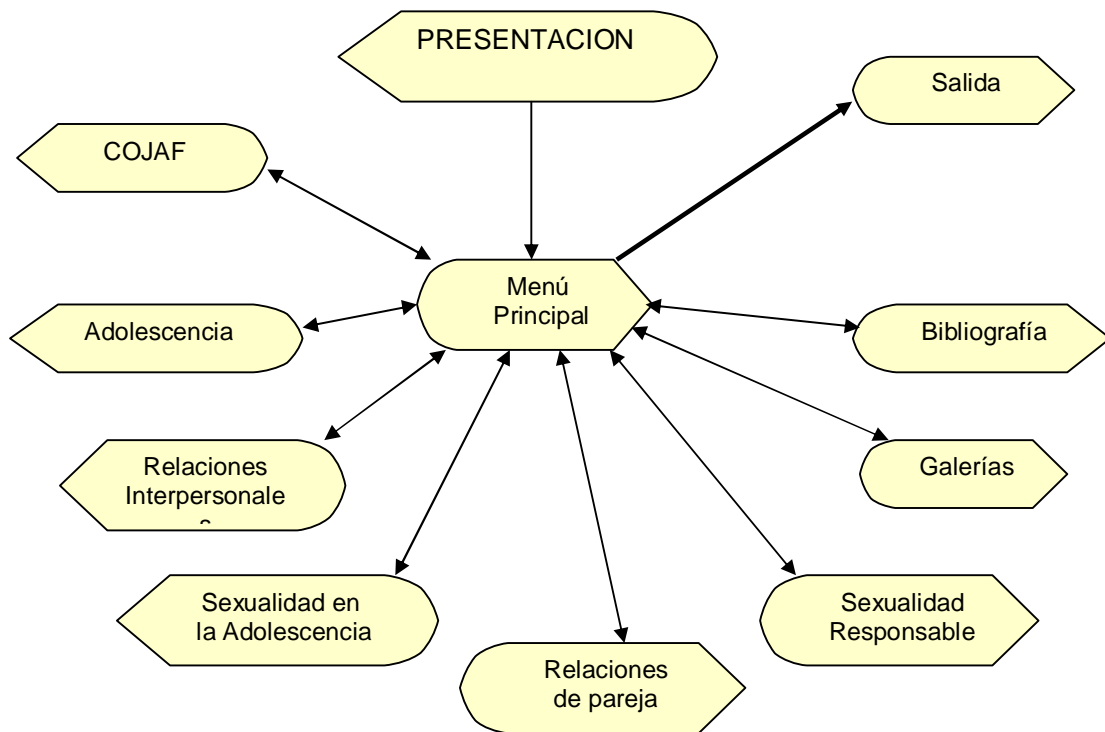 PRESENTACION
Salida
COJAF
Menú
Principal
Adolescencia
Bibliografía
Relaciones
Interpersonale
s
Galerías
Sexualidad en
la Adolescencia
Sexualidad
Responsable
Relaciones
de pareja